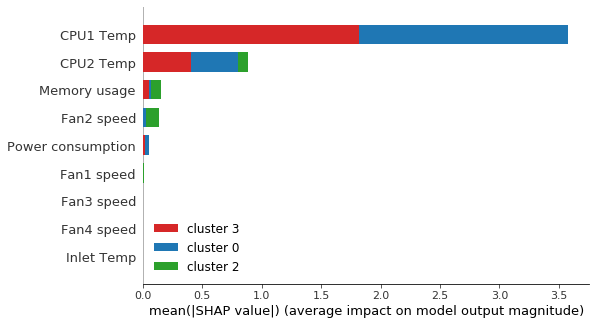 CPU1 Temp
CPU2 Temp
Memory usage
Fan2 speed
Power consumption
Fan1 speed
Fan3 speed
Fan4 speed
Inlet Temp
cluster 3
cluster 0
cluster 2
0.0 0.5 1.0 1.5 2.0 2.5 3.0 3.5
mean(|SHAP value|) (average impact on model output magnitude)